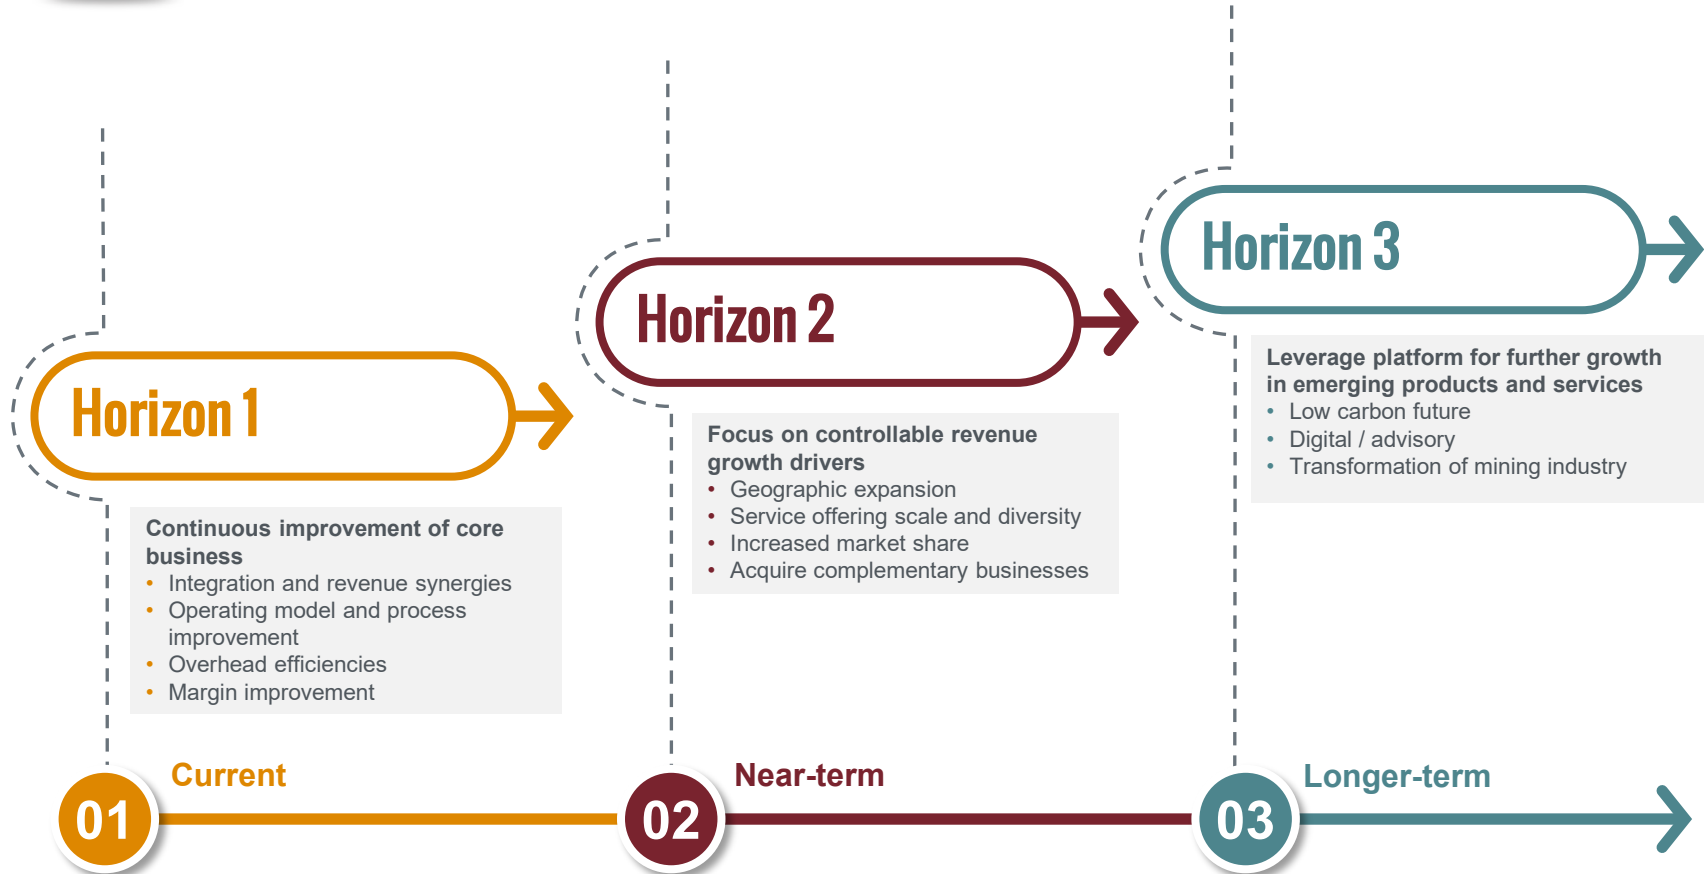 Horizon 1
Continuous improvement of core
business
• Integration and revenue synergies
• Operating model and process
improvement
• Overhead efficiencies
• Margin improvement
Horizon 2
Focus on controllable revenue
growth drivers
• Geographic expansion
• Service offering scale and diversity
• Increased market share
• Acquire complementary businesses
Horizon 3
Leverage platform for further growth
in emerging products and services
• Low carbon future
• Digital / advisory
• Transformation of mining industry
01
Current
02
Near-term
03
Longer-term